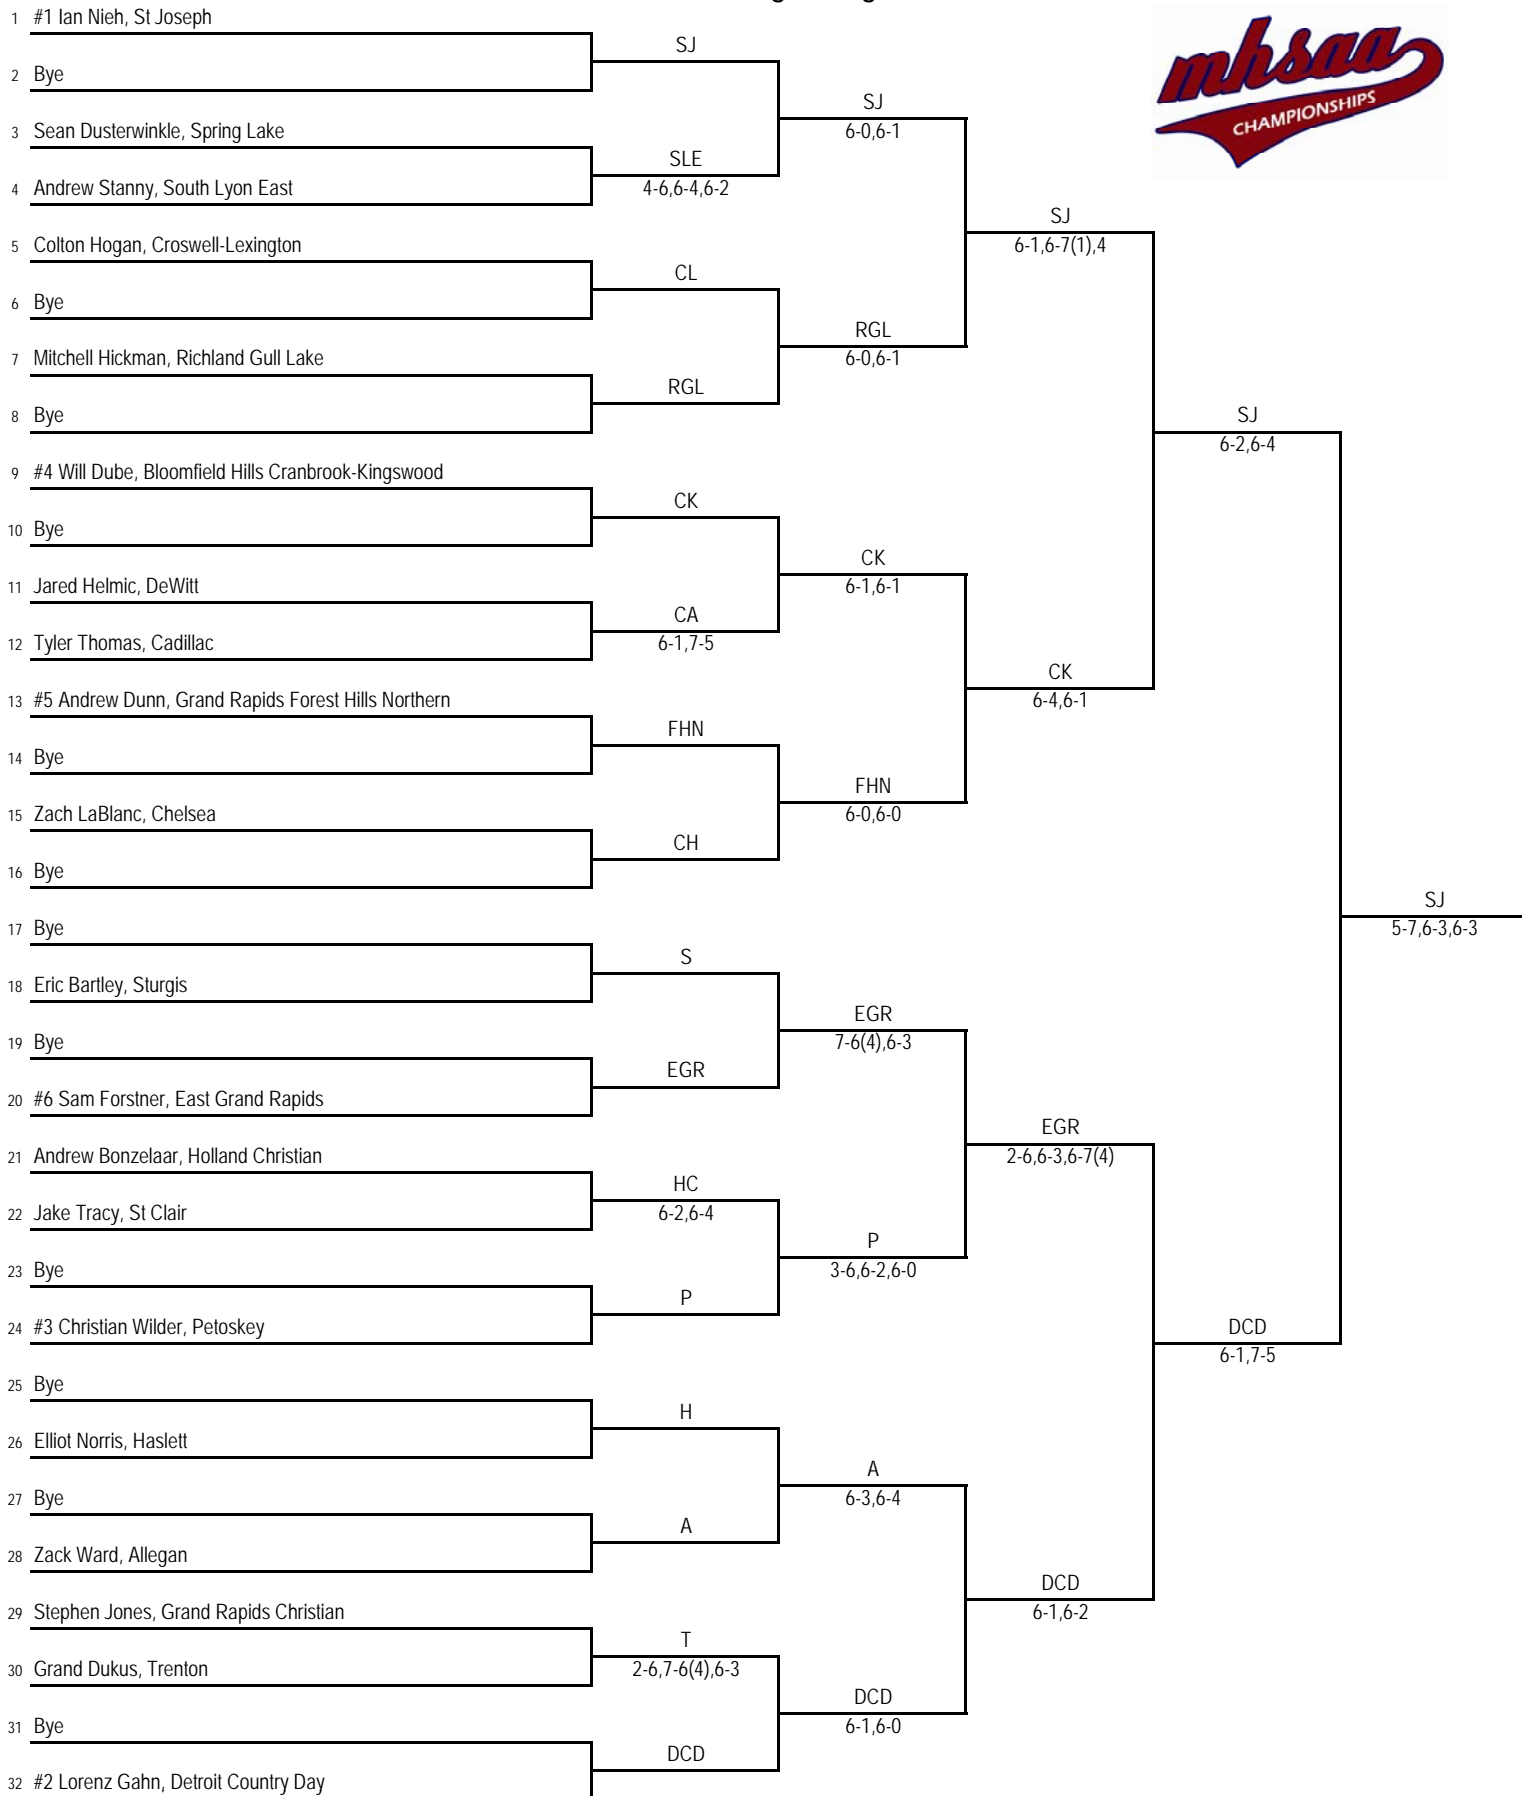 1 #1 Ian Nieh, St Joseph
SJ
2 Bye
SJ
6-0,6-1
mhsaa
CHAMPIONSHIPS
3 Sean Dusterwinkle, Spring Lake
SLE
4 Andrew Stanny, South Lyon East
4-6,6-4,6-2
SJ
6-1,6-7(1),4
5 Colton Hogan, Croswell-Lexington
CL
6 Bye
RGL
6-0,6-1
7 Mitchell Hickman, Richland Gull Lake
RGL
8 Bye
SJ
6-2,6-4
9 #4 Will Dube, Bloomfield Hills Cranbrook-Kingswood
CK
10 Bye
CK
6-1,6-1
11 Jared Helmic, DeWitt
CA
12 Tyler Thomas, Cadillac
6-1,7-5
CK
6-4,6-1
13 #5 Andrew Dunn, Grand Rapids Forest Hills Northern
FHN
14 Bye
FHN
6-0,6-0
15 Zach LaBlanc, Chelsea
CH
16 Bye
SJ
5-7,6-3,6-3
17 Bye
S
18 Eric Bartley, Sturgis
EGR
7-6(4),6-3
19 Bye
EGR
20 #6 Sam Forstner, East Grand Rapids
EGR
2-6,6-3,6-7(4)
21 Andrew Bonzelaar, Holland Christian
HC
22 Jake Tracy, St Clair
6-2,6-4
P
3-6,6-2,6-0
23 Bye
P
24 #3 Christian Wilder, Petoskey
DCD
6-1,7-5
25 Bye
H
26 Elliot Norris, Haslett
A
6-3,6-4
27 Bye
A
28 Zack Ward, Allegan
DCD
6-1,6-2
29 Stephen Jones, Grand Rapids Christian
T
30 Grand Dukus, Trenton
2-6,7-6(4),6-3
DCD
6-1,6-0
31 Bye
DCD
32 #2 Lorenz Gahn, Detroit Country Day